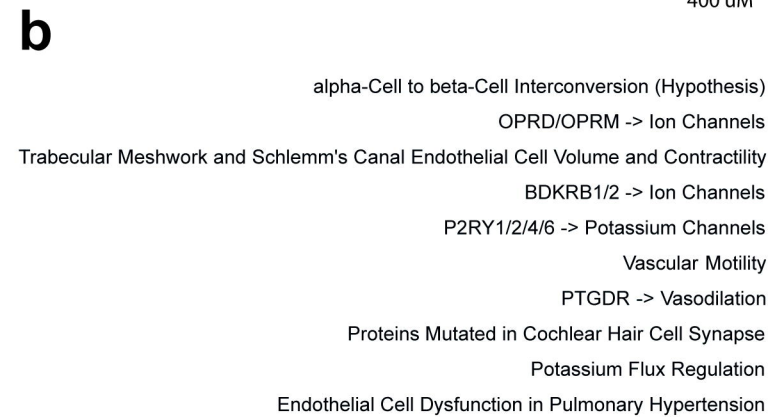 400 uM
b
alpha-Cell to beta-Cell Interconversion (Hypothesis)
OPRD/OPRM -> Ion Channels
Trabecular Meshwork and Schlemm's Canal Endothelial Cell Volume and Contractility
BDKRB1/2 -> Ion Channels
P2RY1/2/4/6 -> Potassium Channels
Vascular Motility
PTGDR -> Vasodilation
Proteins Mutated in Cochlear Hair Cell Synapse
Potassium Flux Regulation
Endothelial Cell Dysfunction in Pulmonary Hypertension